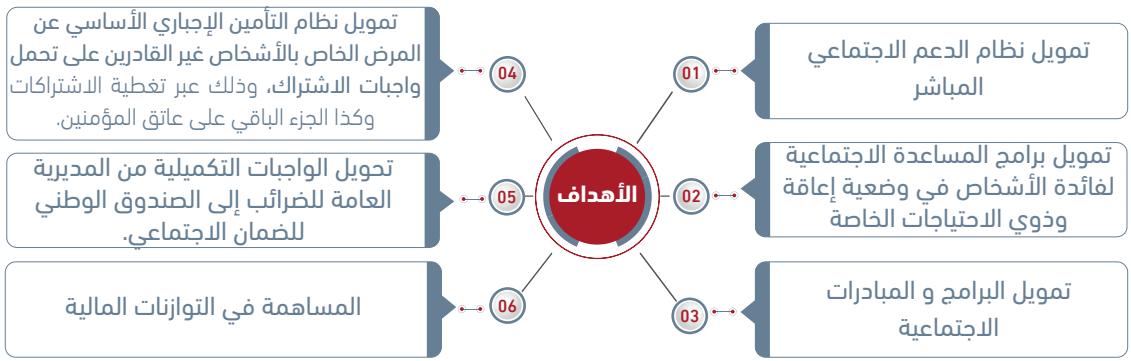 الأهداف
01
تمويل نظام الدعم الاجتماعي
المباشر
02
تمويل برامج المساعدة الاجتماعية
لفائدة الأشخاص في وضعية إعاقة
وذوي الاحتياجات الخاصة
03
تمويل البرامج و المبادرات
الاجتماعية
04
تمويل نظام التأمين الإجباري الأساسي عن
المرض الخاص بالأشخاص غير القادرين على تحمل
واجبات الاشتراك، وذلك عبر تغطية الاشتراكات
وكذا الجزء الباقي على عاتق المؤمنين.
05
تحويل الواجبات التكميلية من المديرية
العامة للضرائب إلى الصندوق الوطني
للضمان الاجتماعي.
06
المساهمة في التوازنات المالية